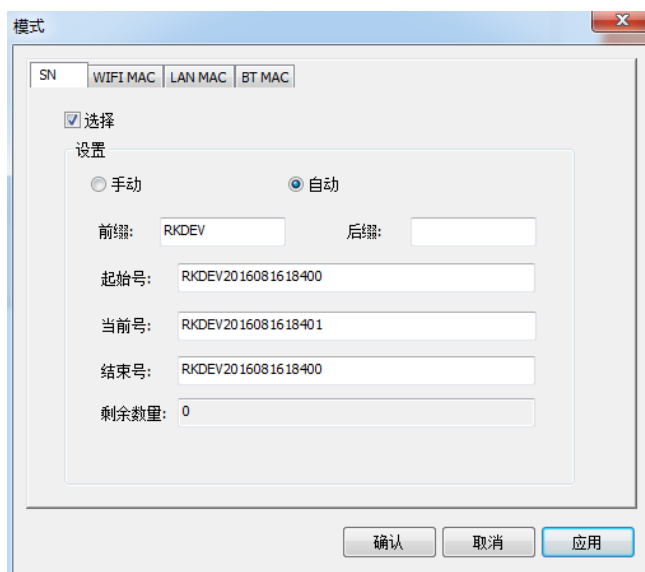 模式
SN WIFI MAC LAN MAC BT MAC
选择
设置
手动 自动
前缀: RKDEV 后缀:
起始号: RKDEV2016081618400
当前号: RKDEV2016081618401
结束号: RKDEV2016081618400
剩余数量: 0
确认 取消 应用